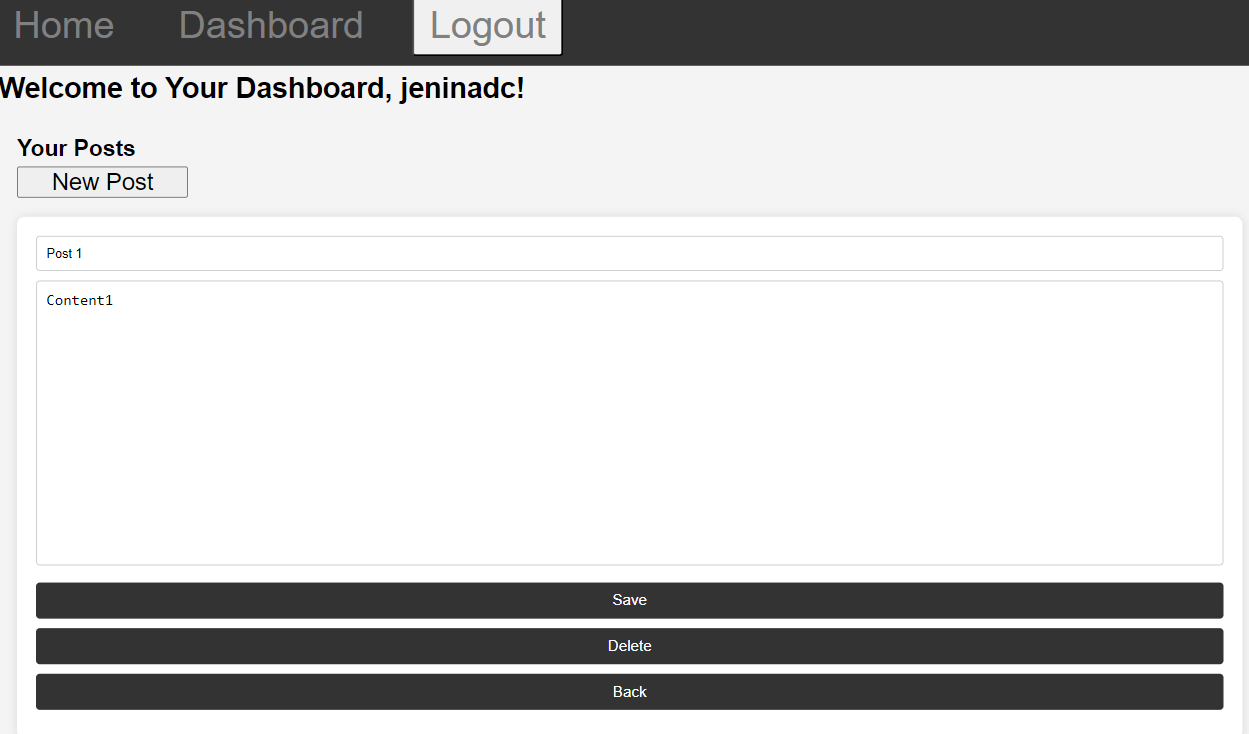 Home Dashboard Logout
Welcome to Your Dashboard, jeninadc!
Your Posts
New Post
Post 1
Content1
Save
Delete
Back